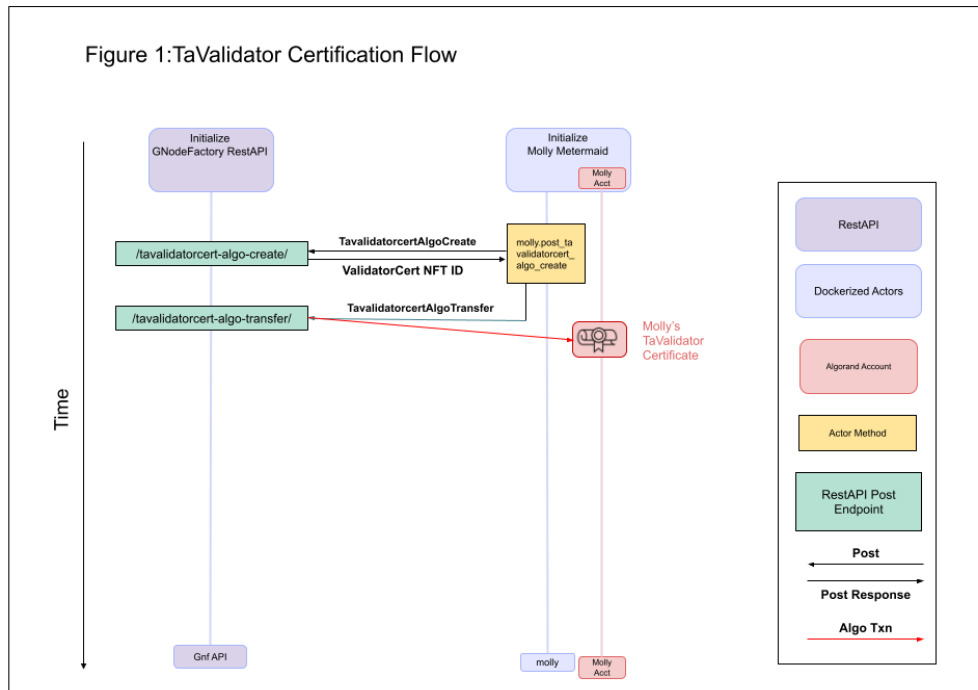 Figure 1:TaValidator Certification Flow
Initialize
GNodeFactory RestAPI
Initialize
Molly Metermaid
Molly
Acct
/tavalidatorcert-algo-create/
TavalidatorcertAlgoCreate
ValidatorCert NFT ID
molly.post_ta
validatorcert_
algo_create
/tavalidatorcert-algo-transfer/
TavalidatorcertAlgoTransfer
Molly's
TaValidator
Certificate
Time
Gnf API
molly
Molly
Acct
RestAPI
Dockerized Actors
Algorand Account
Actor Method
RestAPI Post
Endpoint
Post
Post Response
Algo Txn